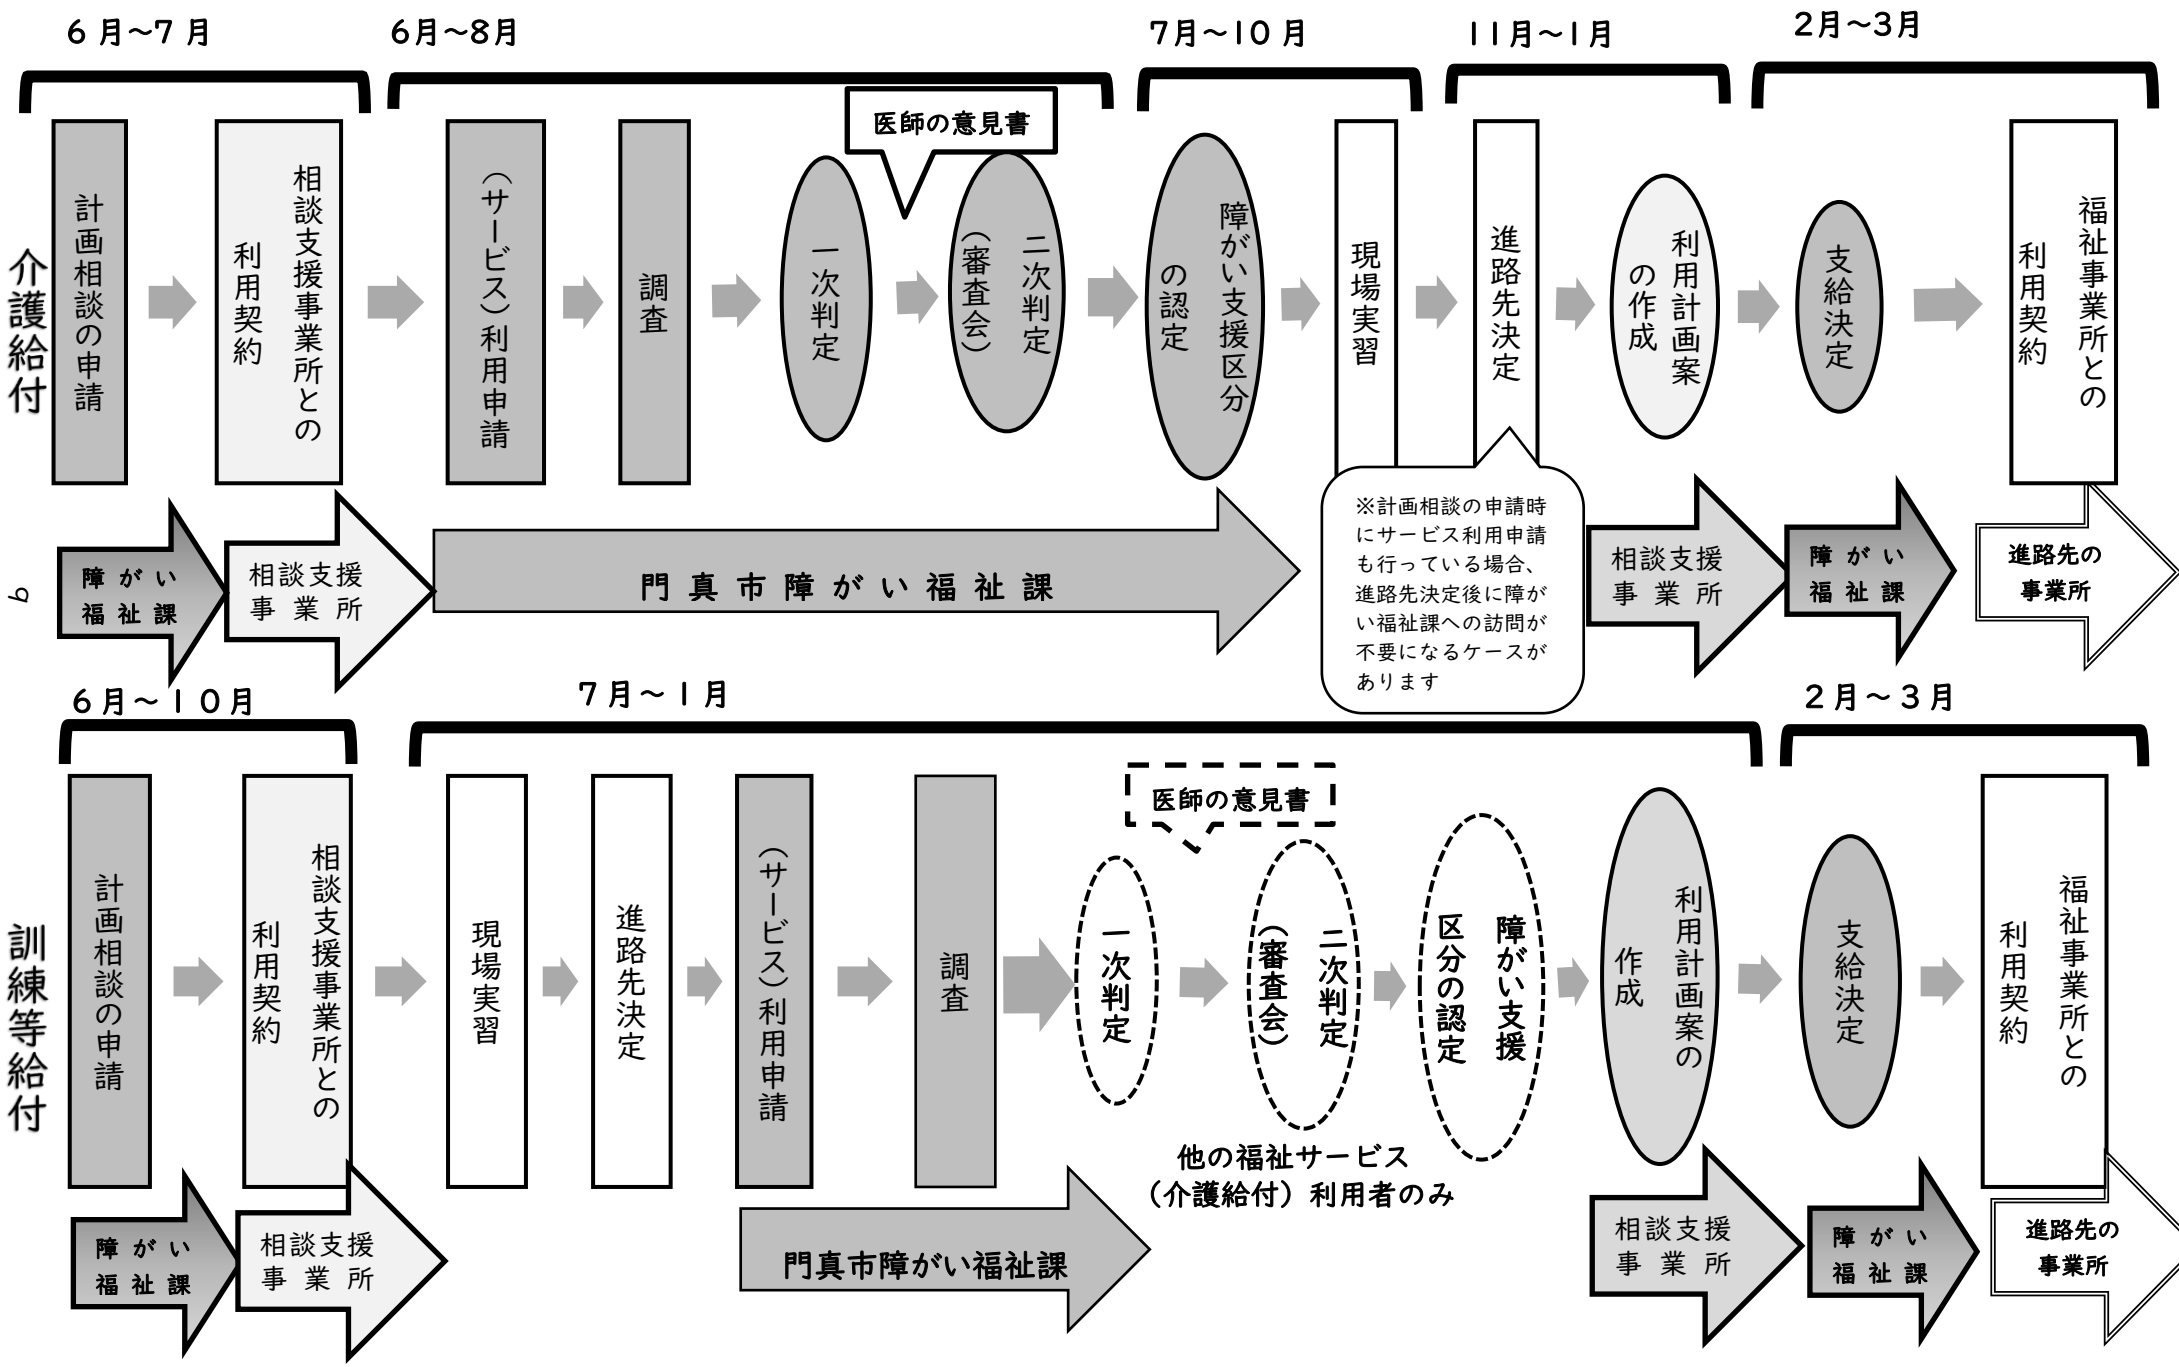 6月～7月
6月～8月
7月～10月
11月～1月
2月～3月
介護給付
計画相談の申請
相談支援事業所との
利用契約
（サービス）利用申請
調査
一次判定
医師の意見書
二次判定
（審査会）
障がい支援区分
の認定
現場実習
進路先決定
利用計画案
の作成
支給決定
福祉事業所との
利用契約
障がい
福祉課
相談支援
事業所
門真市障がい福祉課
※計画相談の申請時
にサービス利用申請
も行っている場合、
進路先決定後に障が
い福祉課への訪問が
不要になるケースが
あります
相談支援
事業所
障がい
福祉課
進路先の
事業所
6月～10月
7月～1月
2月～3月
訓練等給付
計画相談の申請
相談支援事業所との
利用契約
現場実習
進路先決定
（サービス）利用申請
調査
一次判定
医師の意見書
二次判定
（審査会）
障がい支援
区分の認定
利用計画案の
作成
支給決定
福祉事業所との
利用契約
他の福祉サービス
（介護給付）利用者のみ
障がい
福祉課
相談支援
事業所
門真市障がい福祉課
相談支援
事業所
障がい
福祉課
進路先の
事業所